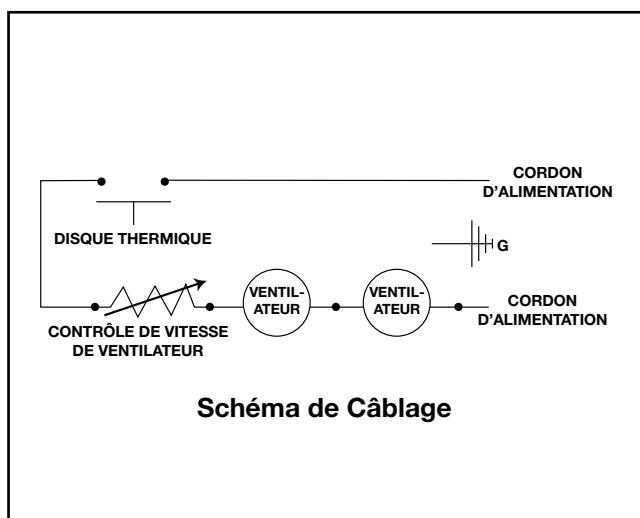 CORDON
D'ALIMENTATION
DISQUE THERMIQUE
G
VENTIL-
ATEUR
VENTIL-
ATEUR
CORDON
D'ALIMENTATION
CONTRÔLE DE VITESSE
DE VENTILATEUR
Schéma de Câblage